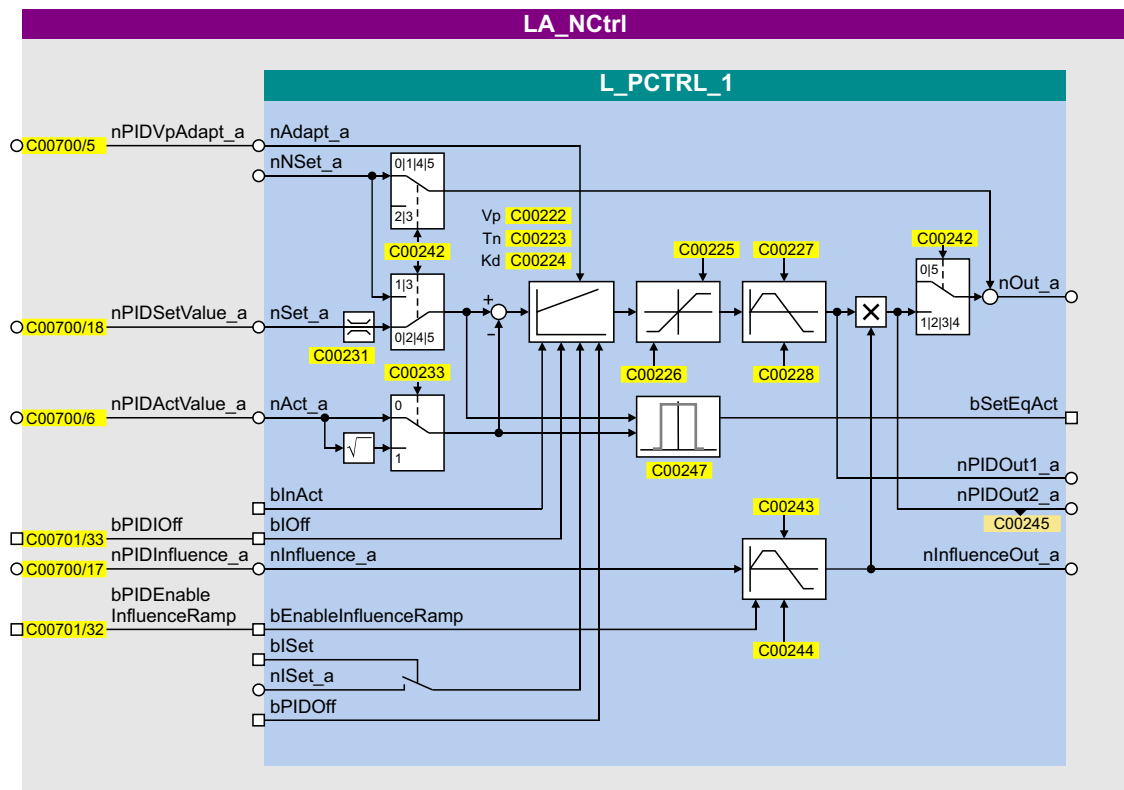 LA_NCtrl
L_PCTRL_1
nPIDVpAdapt_a
nAdapt_a
C00700/5
nNSet_a
0|1|4|5
2|3
Vp C00222
Tn C00223
Kd C00224
C00242
C00225
C00227
C00242
1|3
0|2|4|5
0|5
1|2|3|4
nOut_a
nPIDSetValue_a
nSet_a
C00700/18
+
−
C00231
C00226
C00228
C00233
nPIDActValue_a
nAct_a
C00700/6
0
1
√
bSetEqAct
C00247
nPIDOut1_a
nPIDOut2_a
C00245
bInAct
bPIDIOff
bIOff
C00701/33
C00243
nPIDInfluence_a
nInfluence_a
C00700/17
nInfluenceOut_a
bPIDEnable
InfluenceRamp
bEnableInfluenceRamp
C00701/32
C00244
bISet
nISet_a
bPIDOff